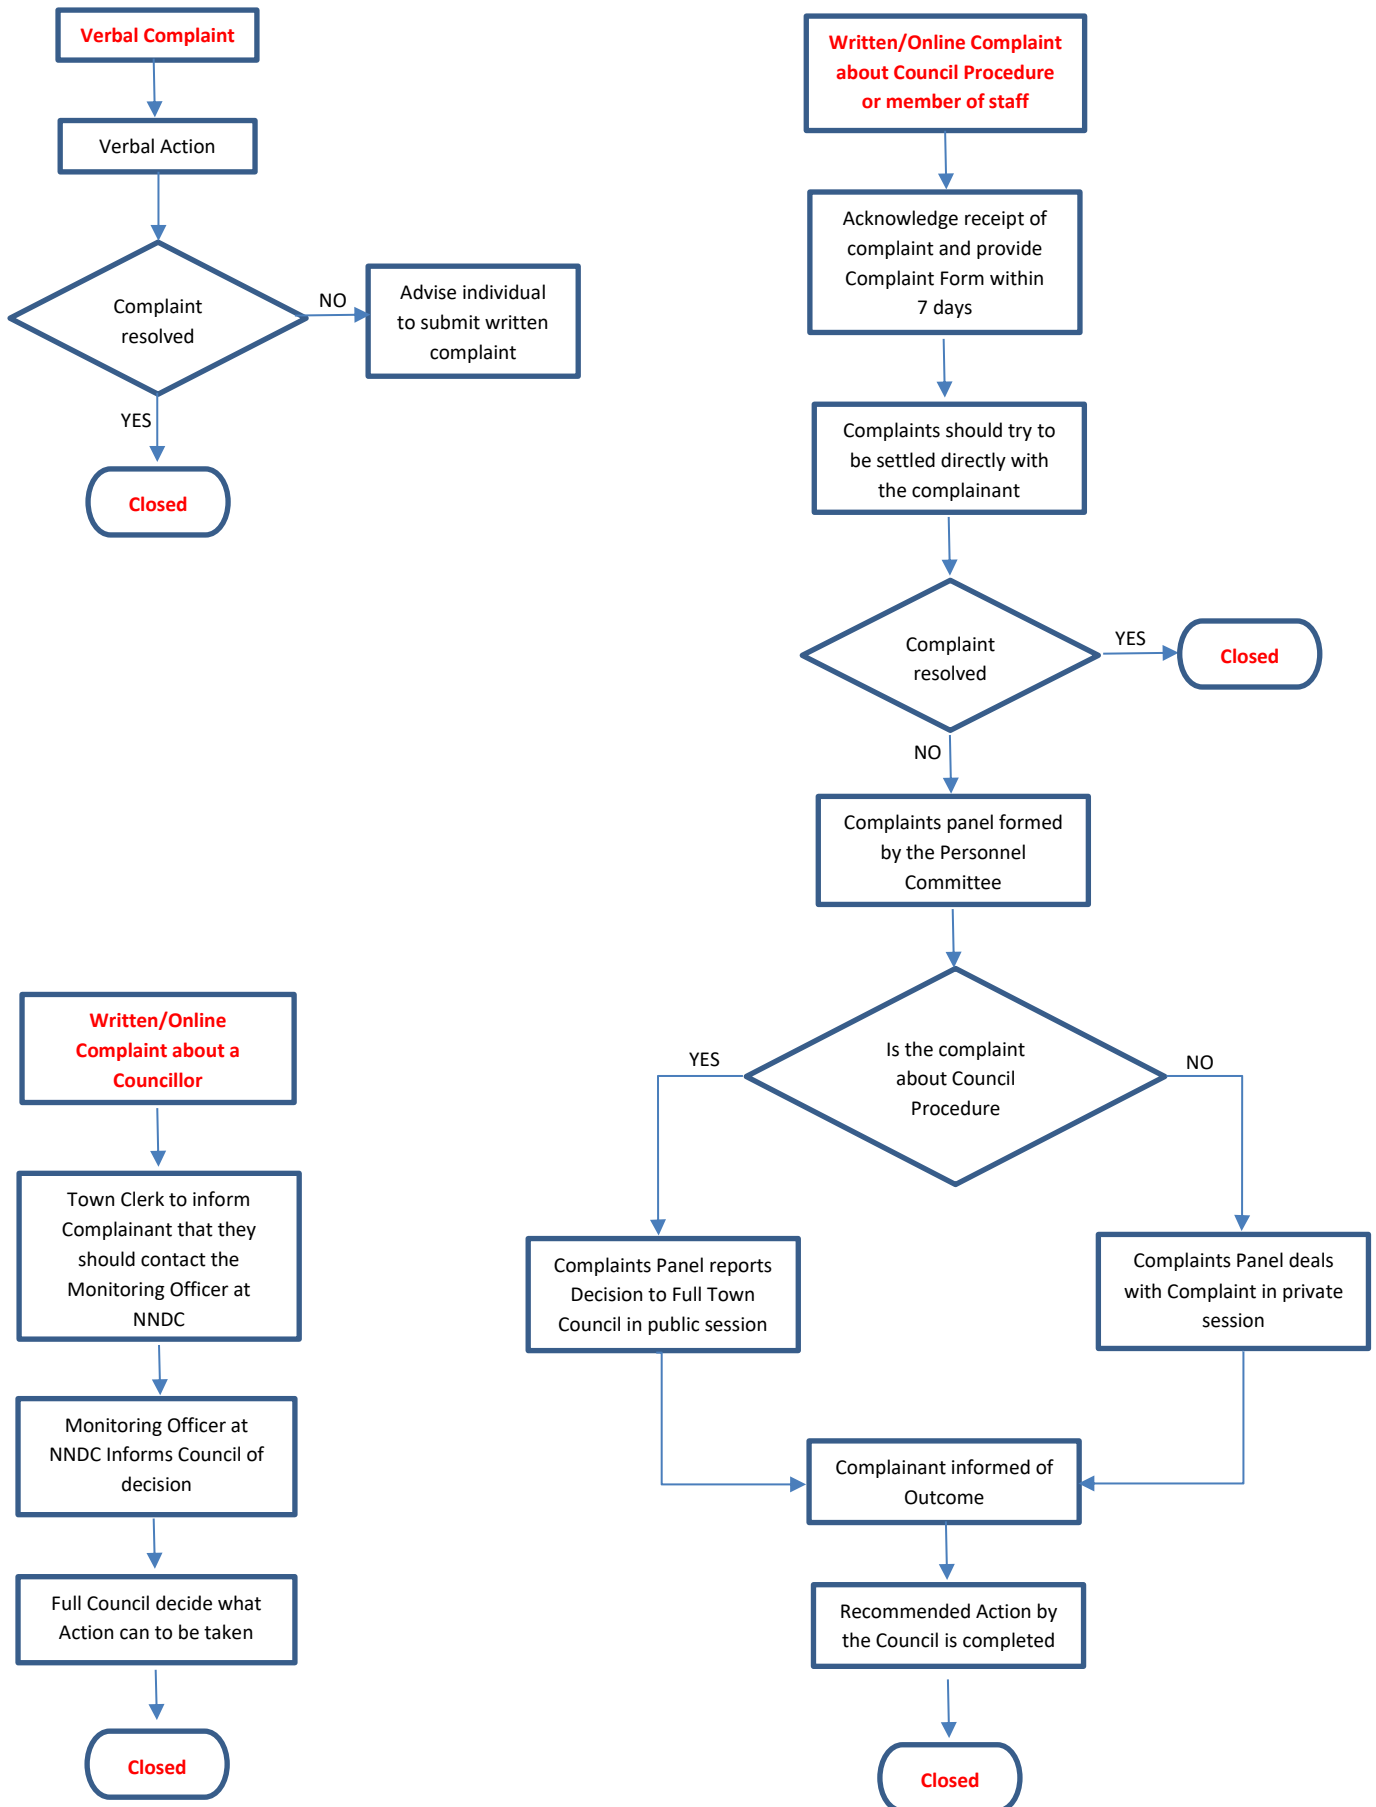 Verbal Complaint
Verbal Action
Complaint
resolved
NO
Advise individual
to submit written
complaint
YES
Closed
Written/Online Complaint
about Council Procedure
or member of staff
Acknowledge receipt of
complaint and provide
Complaint Form within
7 days
Complaints should try to
be settled directly with
the complainant
Complaint
resolved
YES
Closed
NO
Complaints panel formed
by the Personnel
Committee
Is the complaint
about Council
Procedure
YES
NO
Complaints Panel reports
Decision to Full Town
Council in public session
Complaints Panel deals
with Complaint in private
session
Complainant informed of
Outcome
Recommended Action by
the Council is completed
Closed
Written/Online
Complaint about a
Councillor
Town Clerk to inform
Complainant that they
should contact the
Monitoring Officer at
NNDC
Monitoring Officer at
NNDC Informs Council of
decision
Full Council decide what
Action can to be taken
Closed